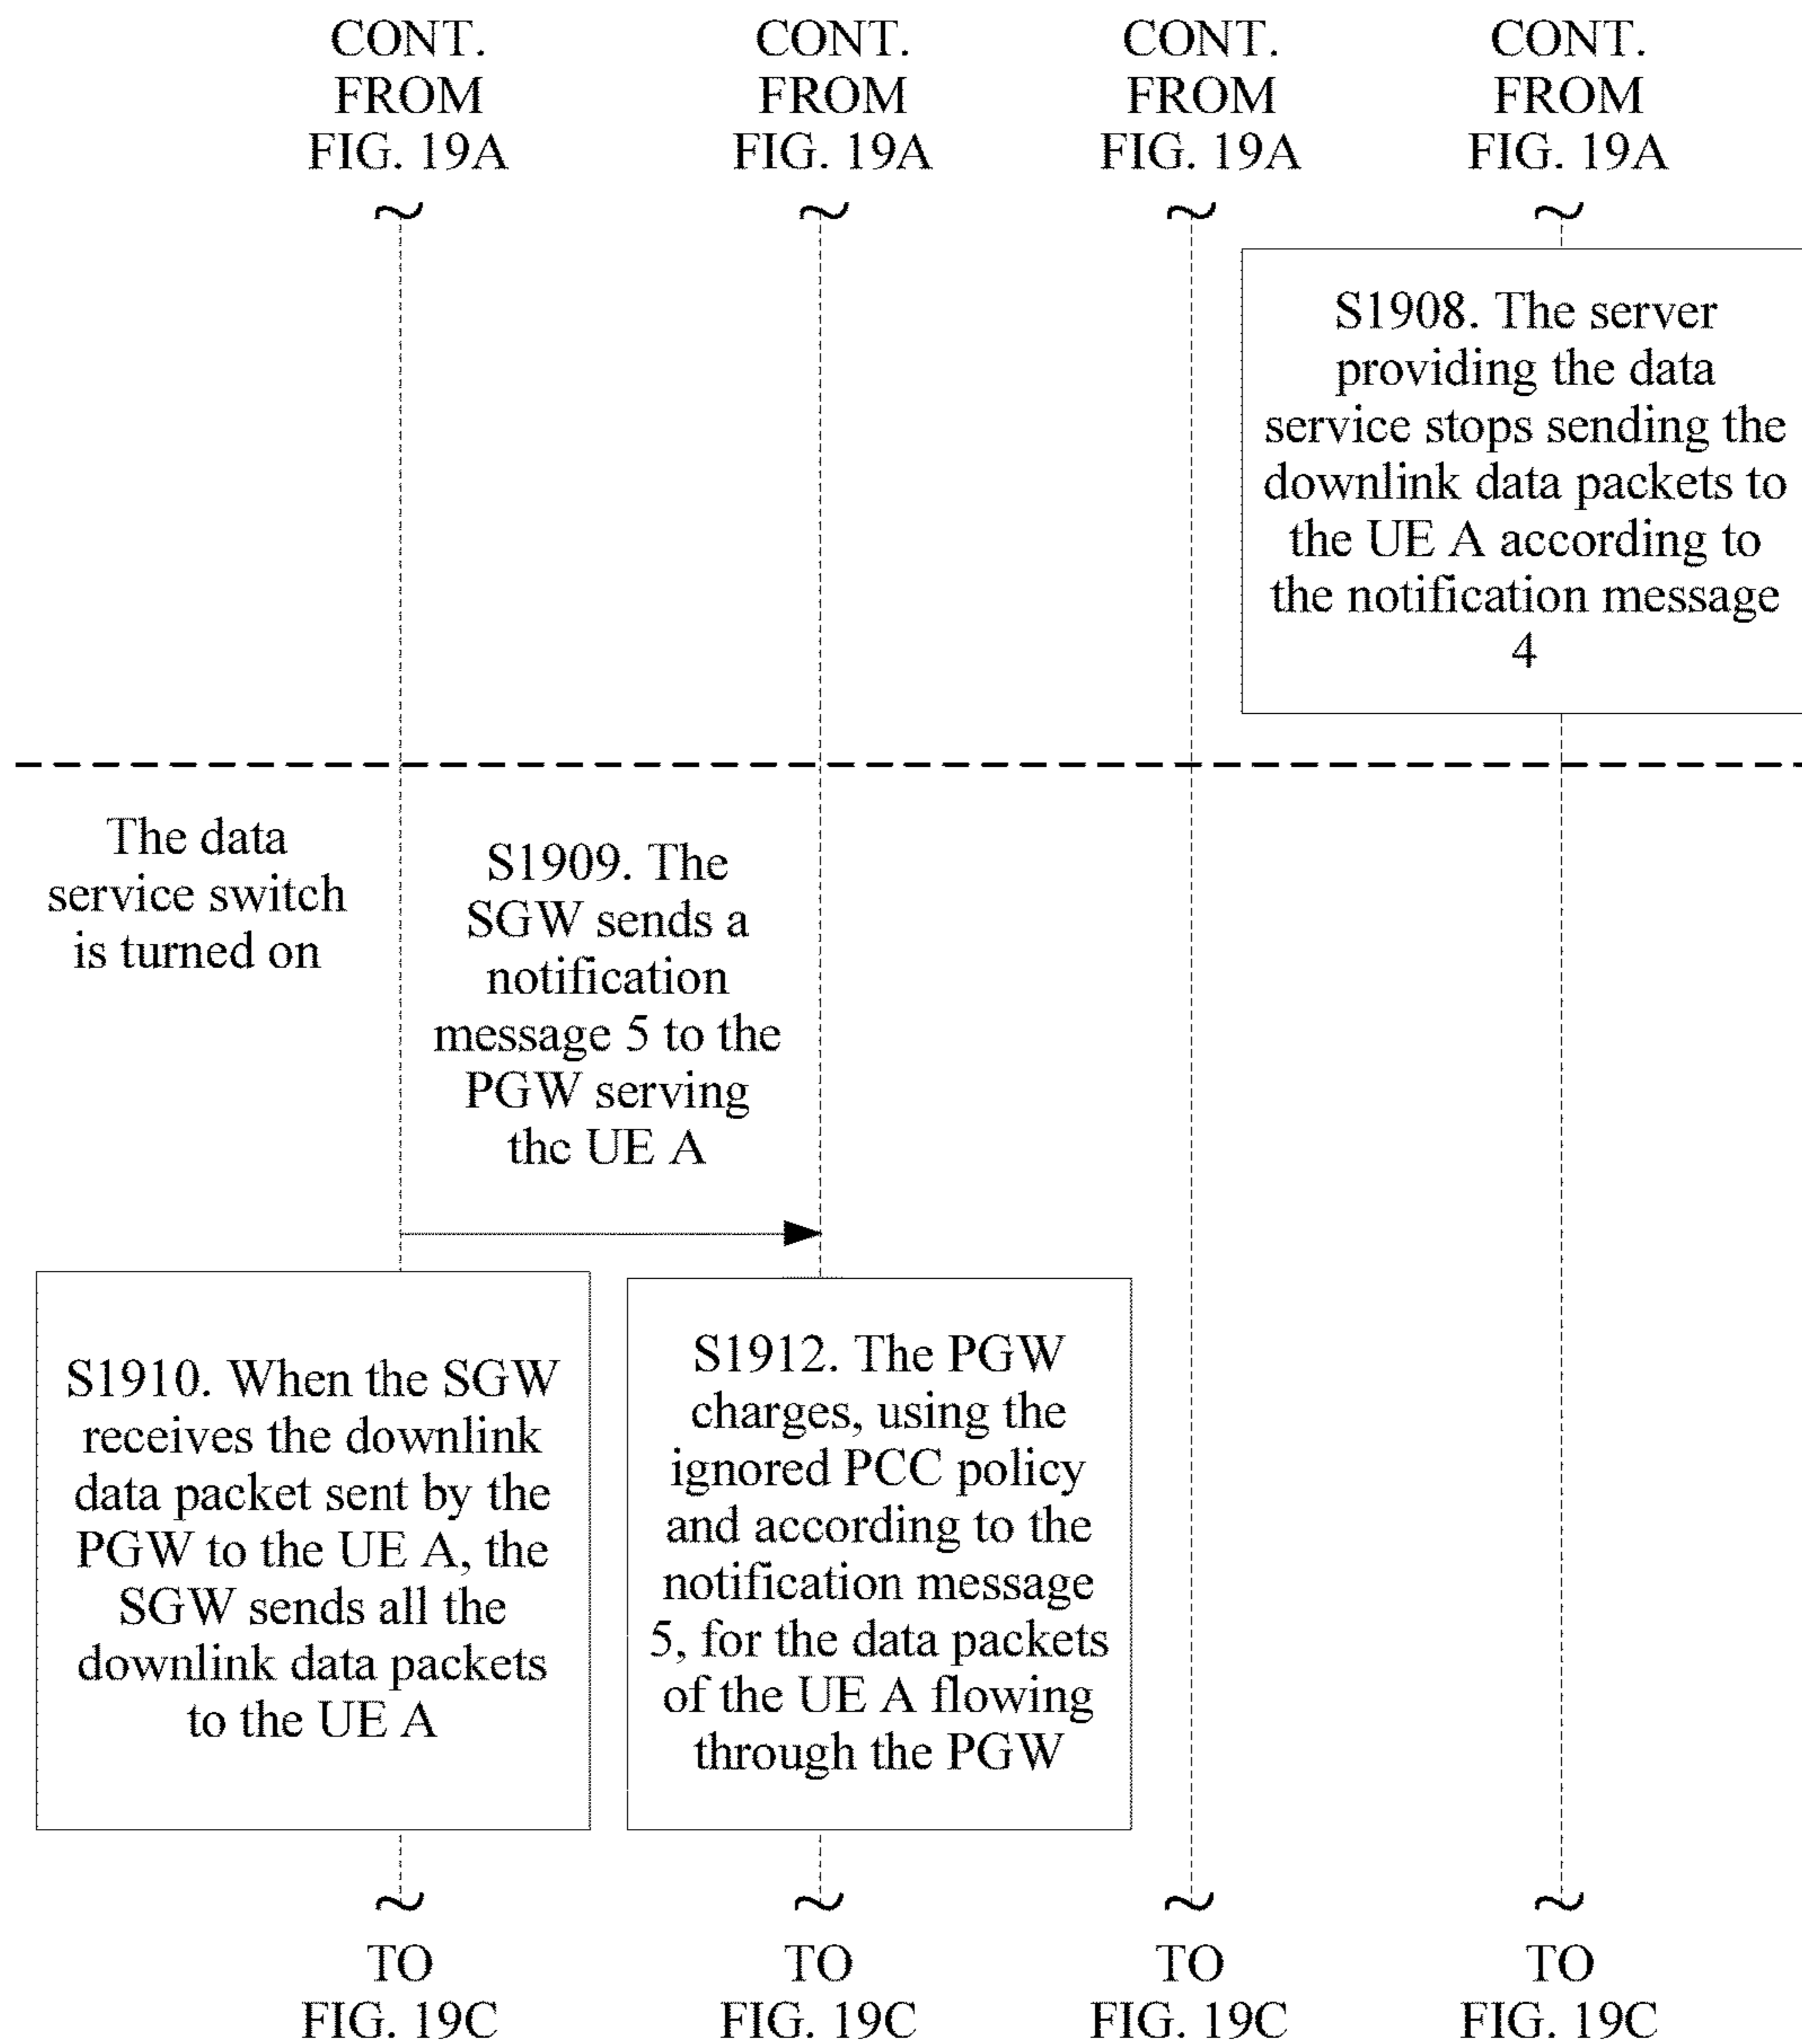 CONT.
FROM
FIG. 19A
CONT.
FROM
FIG. 19A
CONT.
FROM
FIG. 19A
CONT.
FROM
FIG. 19A
~
~
~
~
S1908. The server
providing the data
service stops sending the
downlink data packets to
the UE A according to
the notification message
4
The data
service switch
is turned on
S1909. The
SGW sends a
notification
message 5 to the
PGW serving
the UE A
S1910. When the SGW
receives the downlink
data packet sent by the
PGW to the UE A, the
SGW sends all the
downlink data packets
to the UE A
S1912. The PGW
charges, using the
ignored PCC policy
and according to the
notification message
5, for the data packets
of the UE A flowing
through the PGW
~
~
~
~
TO
FIG. 19C
TO
FIG. 19C
TO
FIG. 19C
TO
FIG. 19C